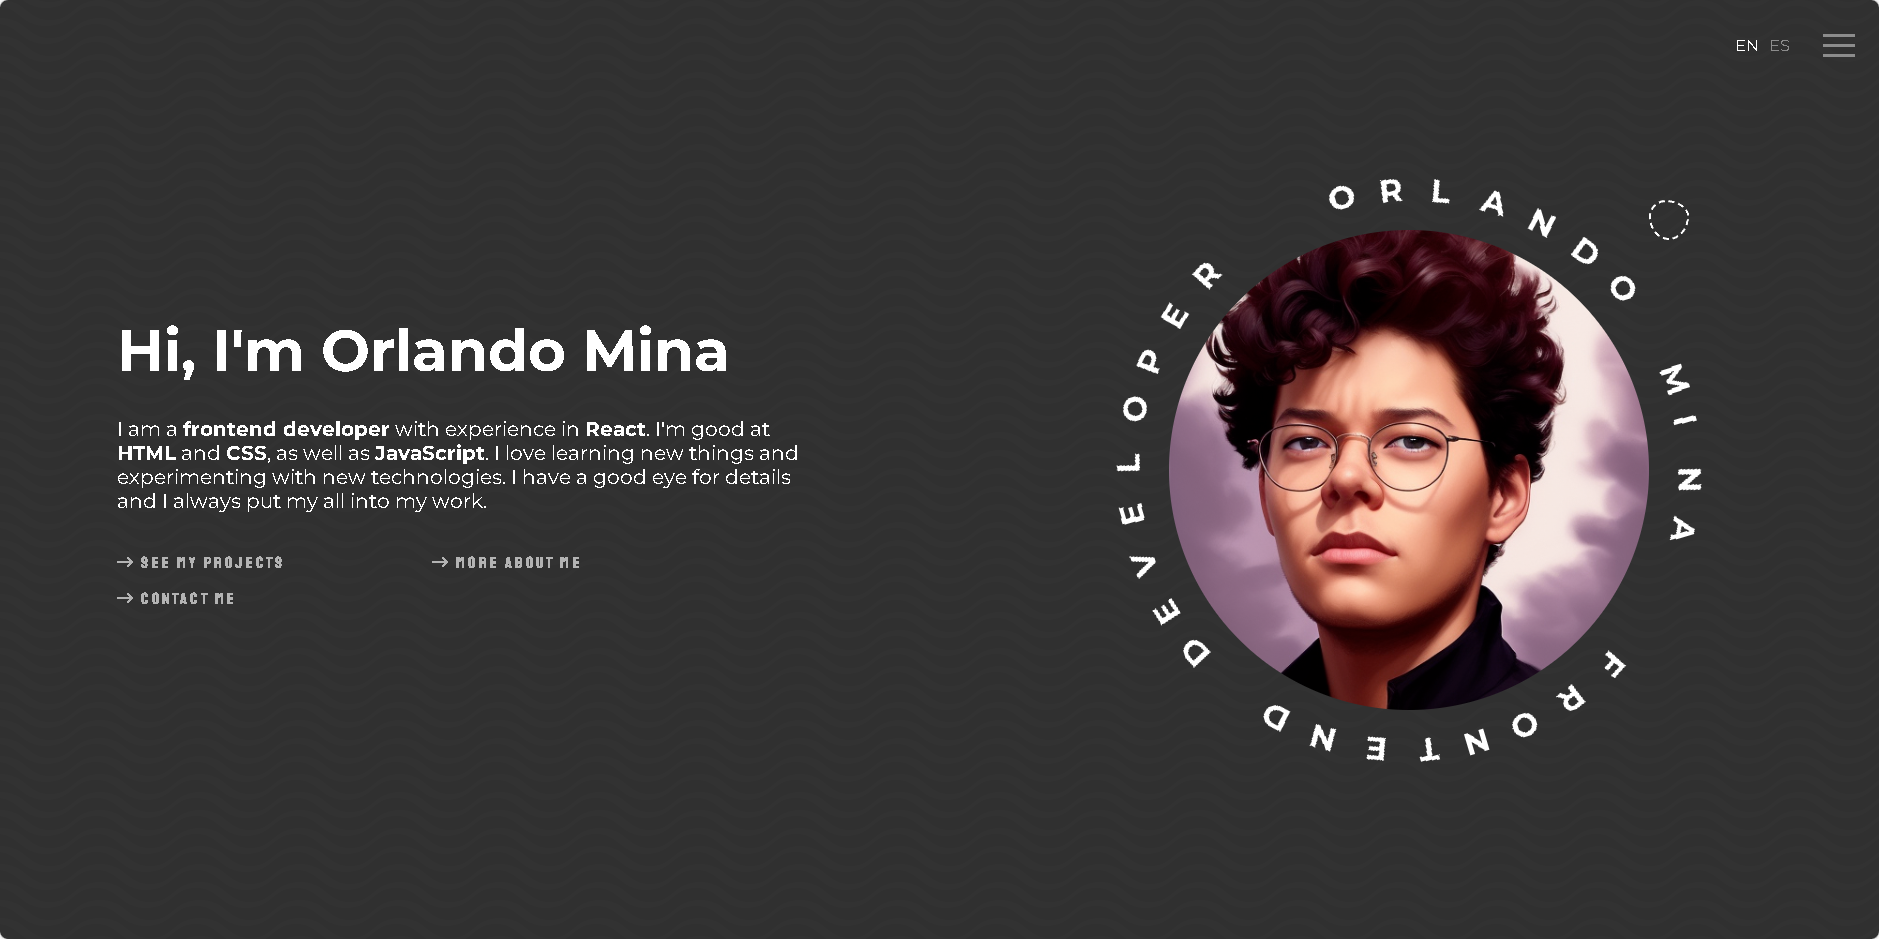 EN ES
Hi, I'm Orlando Mina
I am a frontend developer with experience in React. I'm good at
HTML and CSS, as well as JavaScript. I love learning new things and
experimenting with new technologies. I have a good eye for details
and I always put my all into my work.
→ SEE MY PROJECTS
→ MORE ABOUT ME
→ CONTACT ME
ORLANDO MINA FRONTEND DEVELOPER